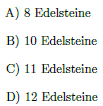 A) 8 Edelsteine
B) 10 Edelsteine
C) 11 Edelsteine
D) 12 Edelsteine